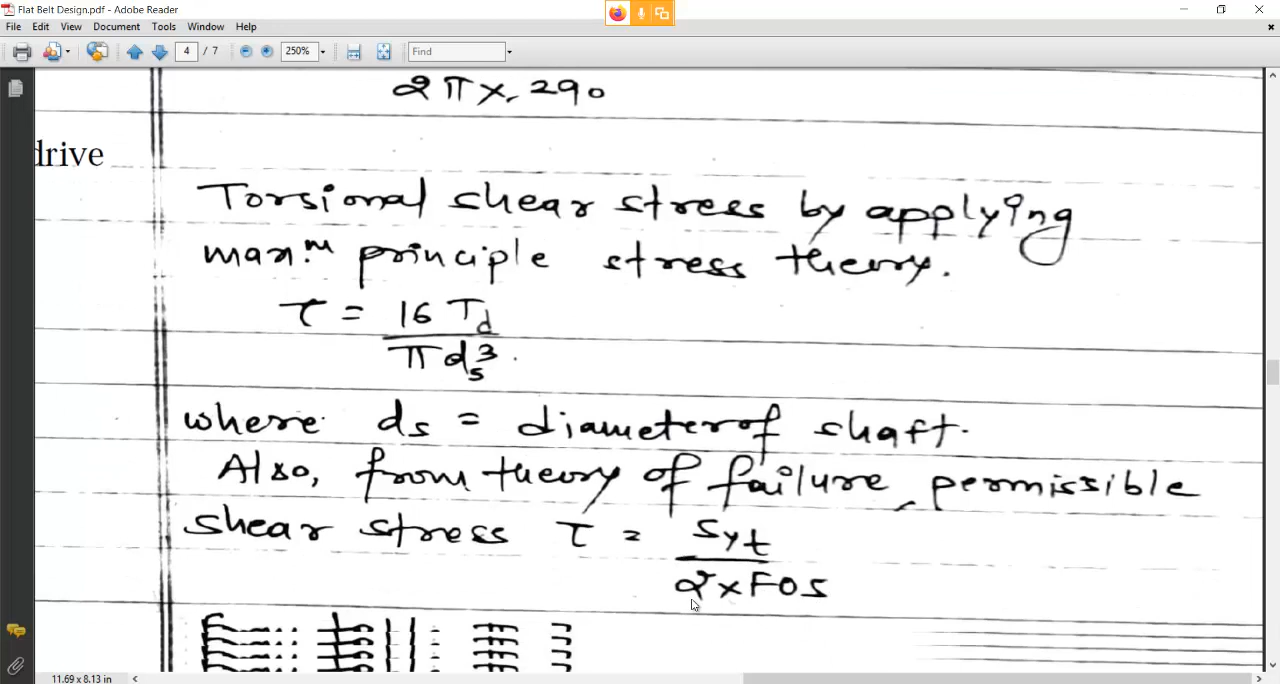 Flat Belt Design.pdf - Adobe Reader
File Edit View Document Tools Window Help
4 / 7 250% Find
2π x 290
drive
Torsional shear stress by applying
max.m principle stress theory.
τ = 16 Td
π ds3.
where ds = diameter of shaft.
Also, from theory of failure, permissible
shear stress τ = Syt
2 x FOS
11.69 x 8.13 in